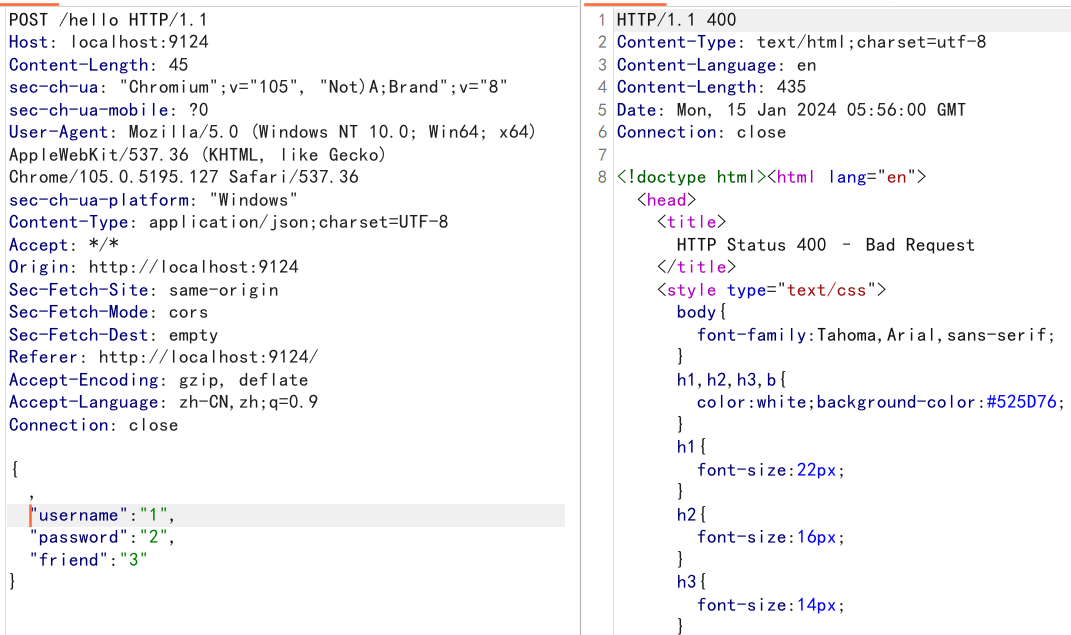 POST /hello HTTP/1.1
Host: localhost:9124
Content-Length: 45
sec-ch-ua: "Chromium";v="105", "Not)A;Brand";v="8"
sec-ch-ua-mobile: ?0
User-Agent: Mozilla/5.0 (Windows NT 10.0; Win64; x64)
AppleWebKit/537.36 (KHTML, like Gecko)
Chrome/105.0.5195.127 Safari/537.36
sec-ch-ua-platform: "Windows"
Content-Type: application/json;charset=UTF-8
Accept: */*
Origin: http://localhost:9124
Sec-Fetch-Site: same-origin
Sec-Fetch-Mode: cors
Sec-Fetch-Dest: empty
Referer: http://localhost:9124/
Accept-Encoding: gzip, deflate
Accept-Language: zh-CN,zh;q=0.9
Connection: close

{
  ,
  "username":"1",
  "password":"2",
  "friend":"3"
}
1 HTTP/1.1 400
2 Content-Type: text/html;charset=utf-8
3 Content-Language: en
4 Content-Length: 435
5 Date: Mon, 15 Jan 2024 05:56:00 GMT
6 Connection: close
7
8 <!doctype html><html lang="en">
  <head>
    <title>
      HTTP Status 400 – Bad Request
    </title>
    <style type="text/css">
      body{
        font-family:Tahoma,Arial,sans-serif;
      }
      h1,h2,h3,b{
        color:white;background-color:#525D76;
      }
      h1{
        font-size:22px;
      }
      h2{
        font-size:16px;
      }
      h3{
        font-size:14px;
      }